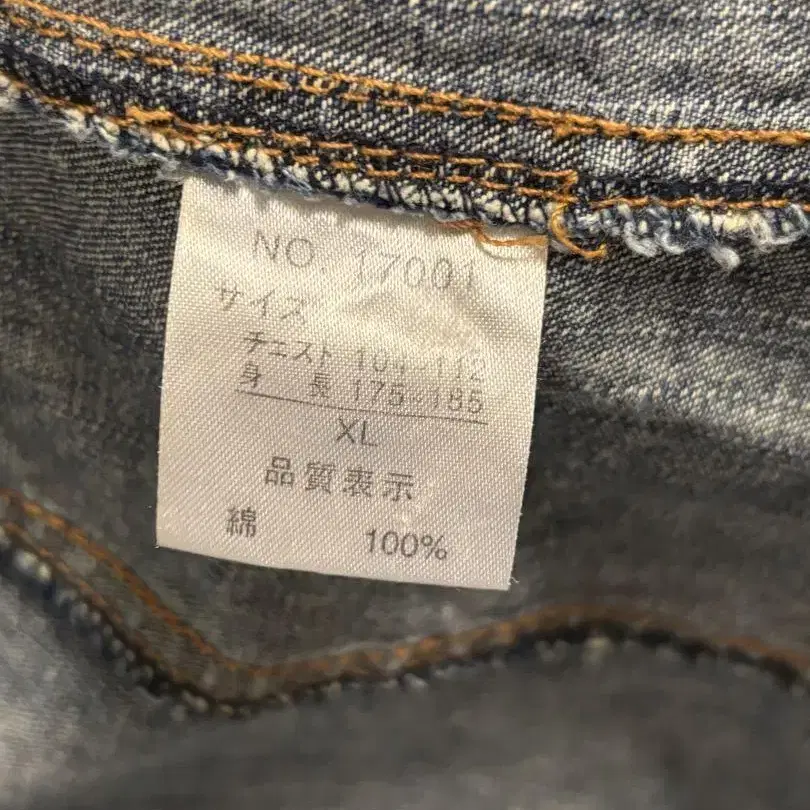 NO. 17001
サイズ
チェスト 104~112
身 長 175~185
XL
品質表示
綿 100%